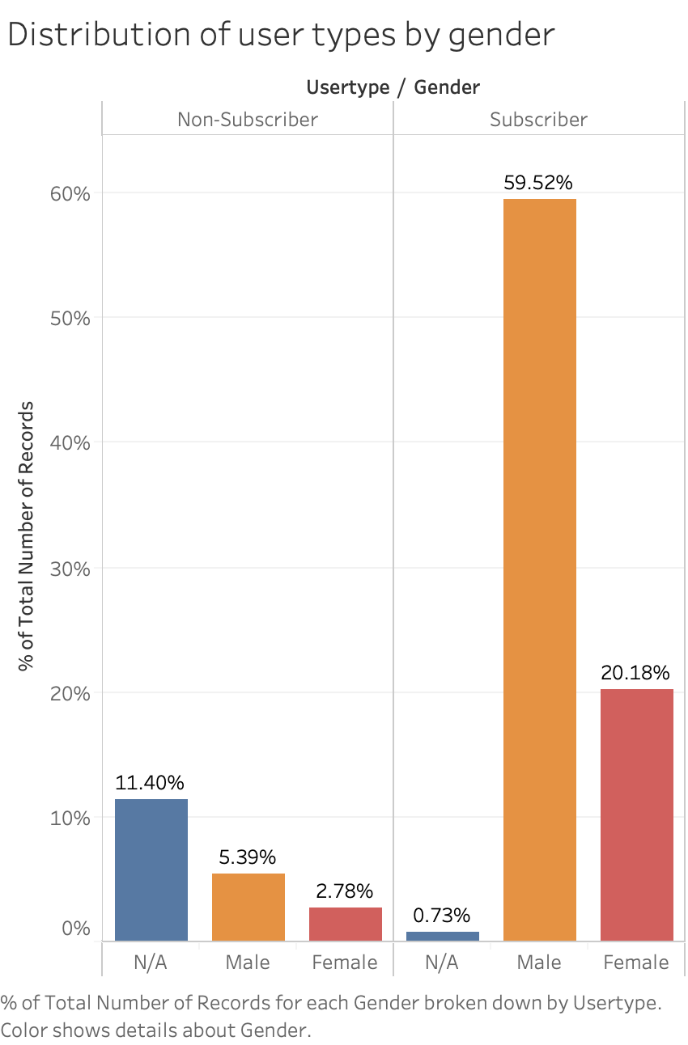 Distribution of user types by gender
Usertype / Gender
Non-Subscriber
Subscriber
% of Total Number of Records
60%
50%
40%
30%
20%
10%
0%
11.40%
5.39%
2.78%
0.73%
59.52%
20.18%
N/A
Male
Female
N/A
Male
Female
% of Total Number of Records for each Gender broken down by Usertype.
Color shows details about Gender.